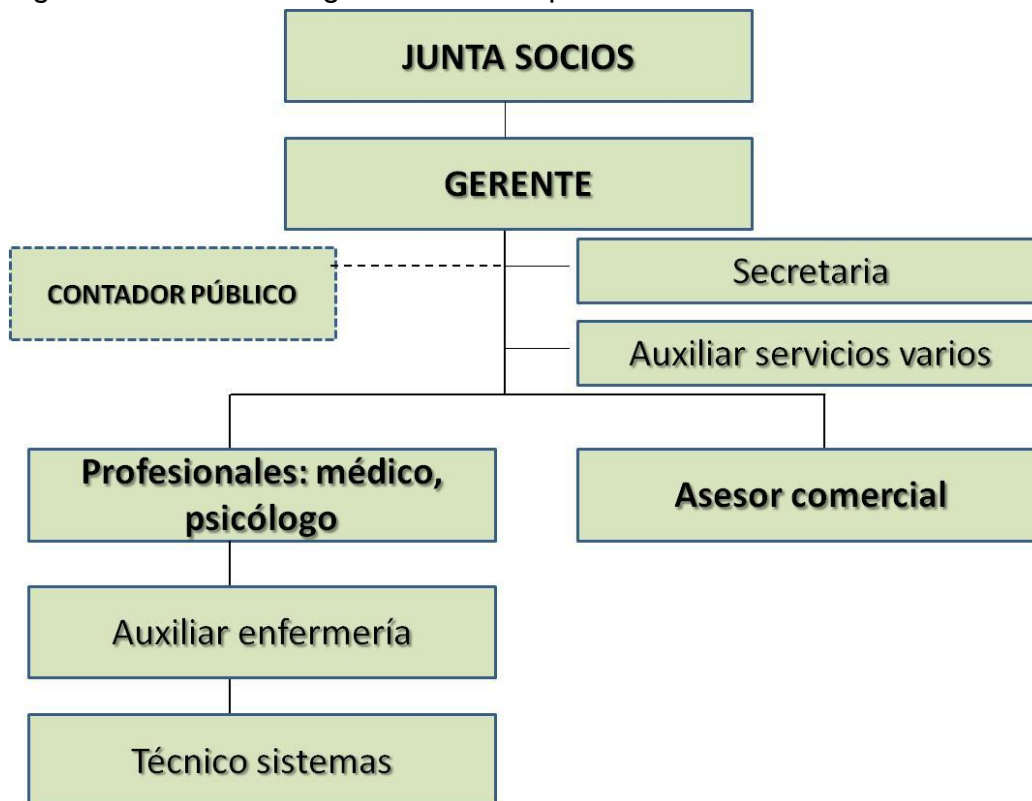 JUNTA SOCIOS
GERENTE
CONTADOR PÚBLICO
Secretaria
Auxiliar servicios varios
Profesionales: médico,
psicólogo
Asesor comercial
Auxiliar enfermería
Técnico sistemas